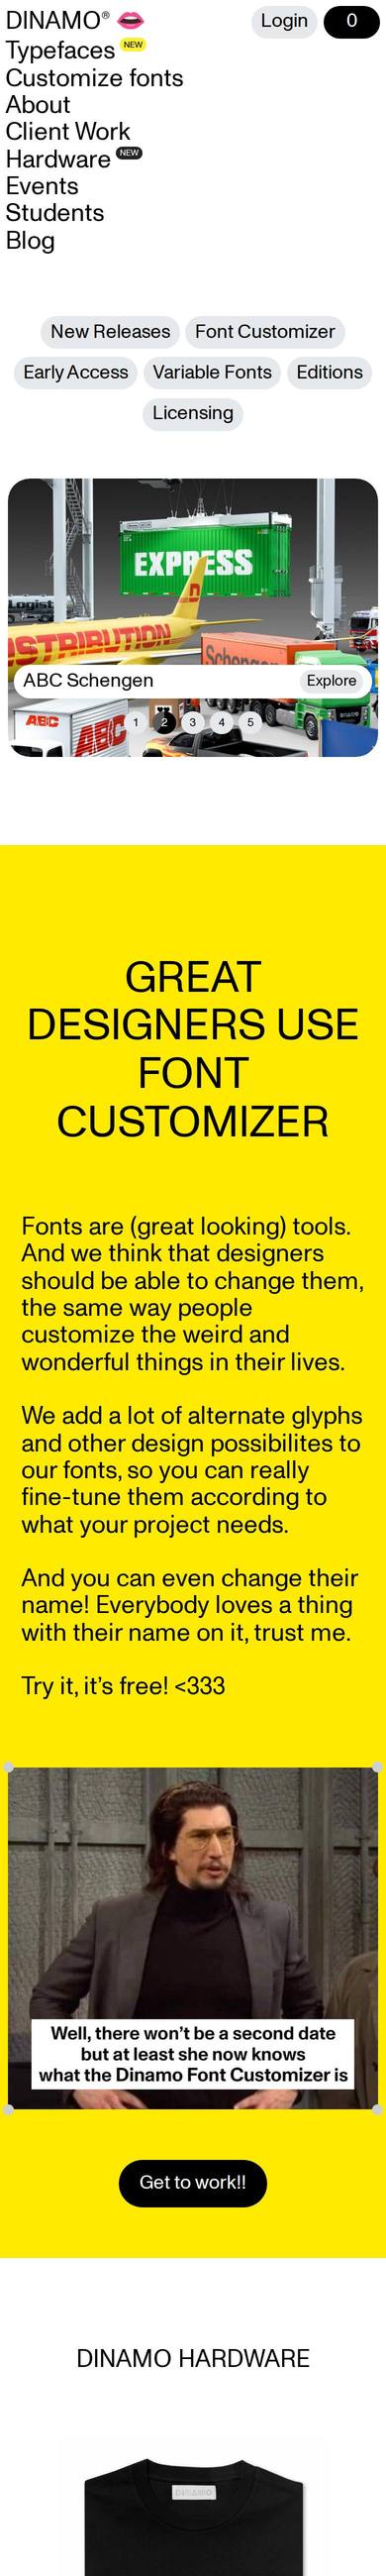 DINAMO®
Login
0
Typefaces NEW
Customize fonts
About
Client Work
Hardware NEW
Events
Students
Blog
New Releases
Font Customizer
Early Access
Variable Fonts
Editions
Licensing
EXPRESS
Logist
ISTRIBUTION
Schengen
ABC Schengen
Explore
ABC
ABC
1 2 3 4 5
GREAT
DESIGNERS USE
FONT
CUSTOMIZER
Fonts are (great looking) tools.
And we think that designers
should be able to change them,
the same way people
customize the weird and
wonderful things in their lives.
We add a lot of alternate glyphs
and other design possibilites to
our fonts, so you can really
fine-tune them according to
what your project needs.
And you can even change their
name! Everybody loves a thing
with their name on it, trust me.
Try it, it’s free! <333
Well, there won’t be a second date
but at least she now knows
what the Dinamo Font Customizer is
Get to work!!
DINAMO HARDWARE
DINAMO